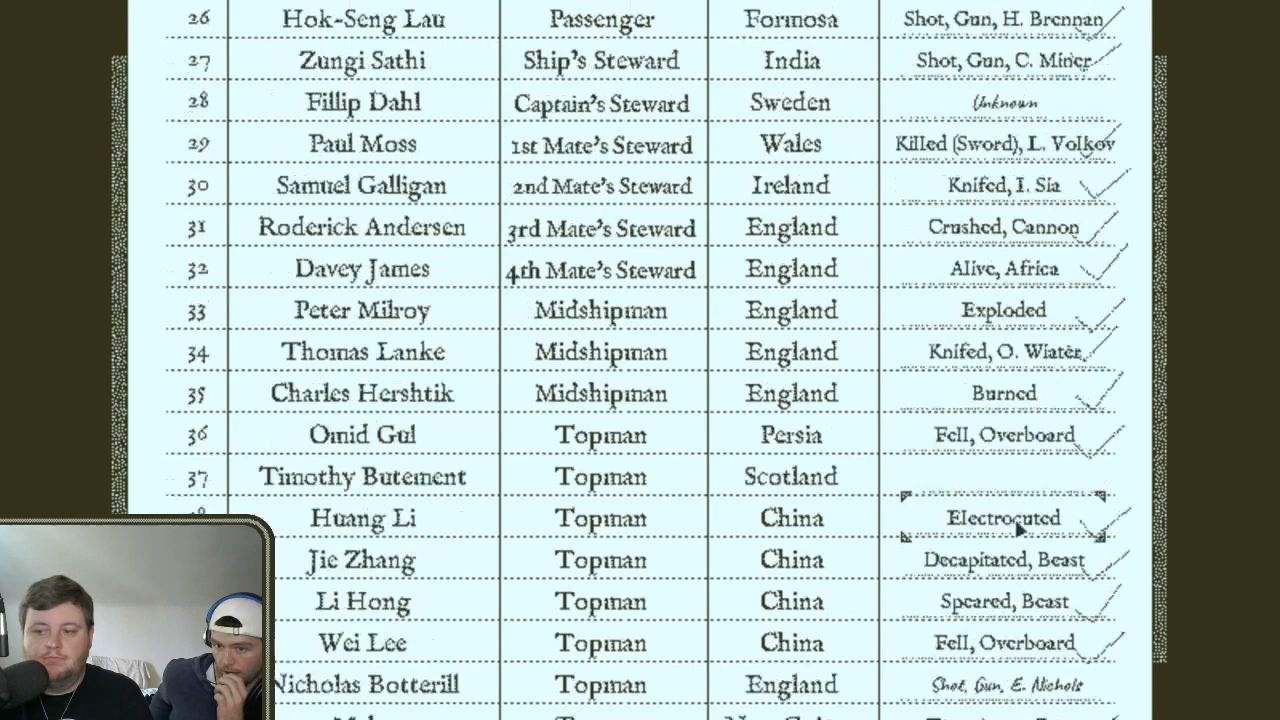 26 Hok-Seng Lau Passenger Formosa Shot, Gun, H. Brennan
27 Zungi Sathi Ship's Steward India Shot, Gun, C. Miner
28 Fillip Dahl Captain's Steward Sweden Unknown
29 Paul Moss 1st Mate's Steward Wales Killed (Sword), L. Volkov
30 Samuel Galligan 2nd Mate's Steward Ireland Knifed, I. Sia
31 Roderick Andersen 3rd Mate's Steward England Crushed, Cannon
32 Davey James 4th Mate's Steward England Alive, Africa
33 Peter Milroy Midshipman England Exploded
34 Thomas Lanke Midshipman England Knifed, O. Wiater
35 Charles Hershtik Midshipman England Burned
36 Omid Gul Topman Persia Fell, Overboard
37 Timothy Butement Topman Scotland
Huang Li Topman China Electrocuted
Jie Zhang Topman China Decapitated, Beast
Li Hong Topman China Speared, Beast
Wei Lee Topman China Fell, Overboard
Nicholas Botterill Topman England Shot, Gun, E. Nichols